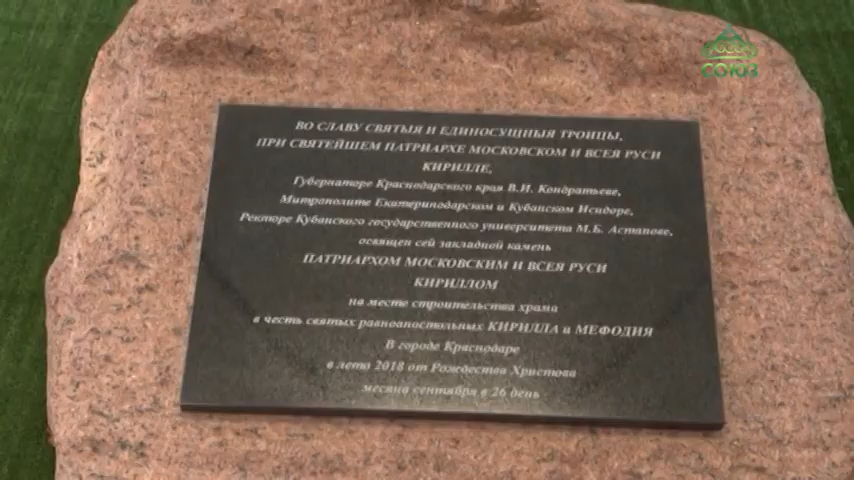 СОЮЗ
ВО СЛАВУ СВЯТЫЯ И ЕДИНОСУЩНЫЯ ТРОИЦЫ,
ПРИ СВЯТЕЙШЕМ ПАТРИАРХЕ МОСКОВСКОМ И ВСЕЯ РУСИ
КИРИЛЛЕ,
Губернаторе Краснодарского края В.И. Кондратьеве,
Митрополите Екатеринодарском и Кубанском Исидоре,
Ректоре Кубанского государственного университета М.Б. Астапове,
освящен сей закладной камень
ПАТРИАРХОМ МОСКОВСКИМ И ВСЕЯ РУСИ
КИРИЛЛОМ
на месте строительства храма
в честь святых равноапостольных КИРИЛЛА и МЕФОДИЯ
В городе Краснодаре
в лето 2018 от Рождества Христова
месяца сентября в 26 день